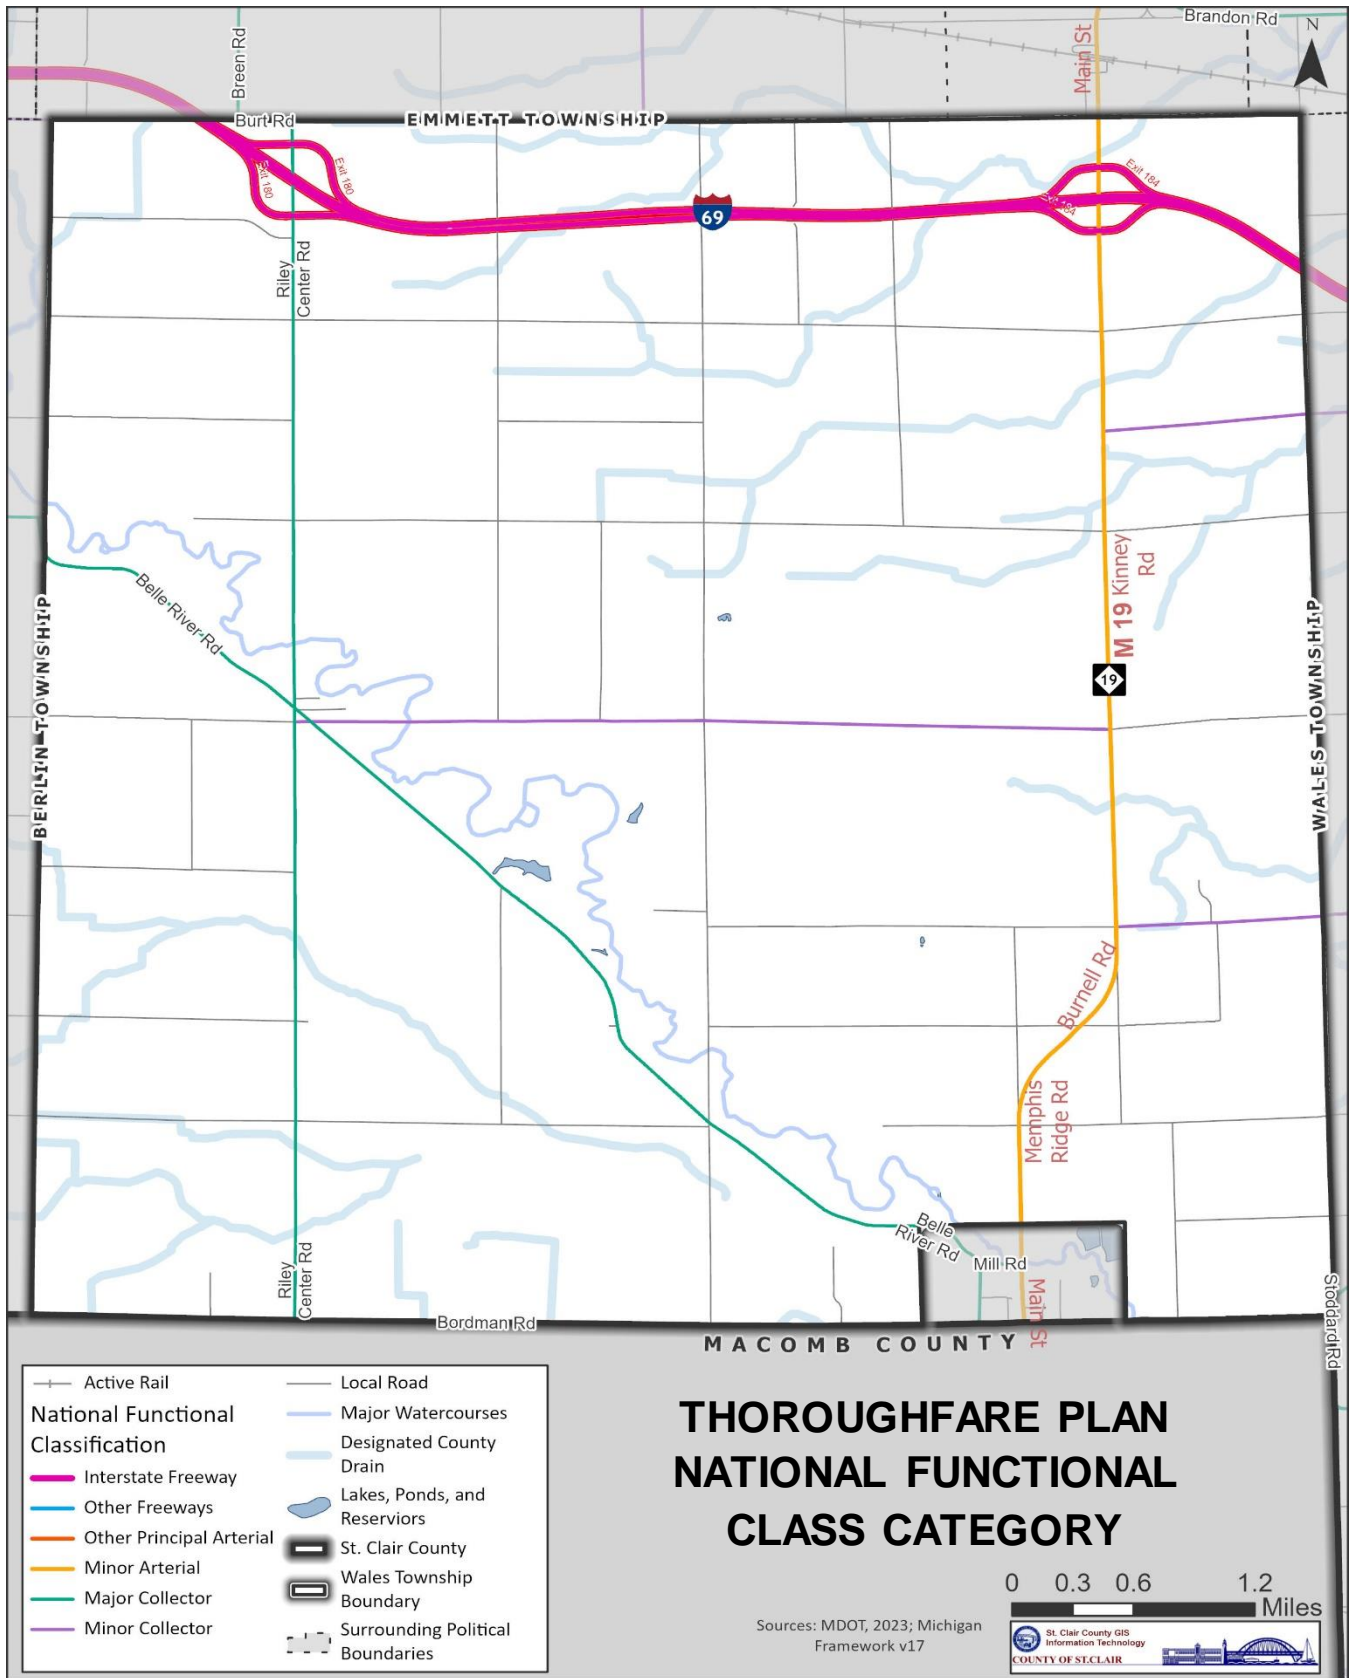 Brandon Rd
N
Breen Rd
Main St
Burt Rd
EMMETT TOWNSHIP
Exit 180
Exit 180
Exit 184
69
Riley
Center Rd
BERLIN TOWNSHIP
Belle River Rd
M 19 Kinney
Rd
19
WALES TOWNSHIP
Burnell Rd
Memphis
Ridge Rd
Belle
River Rd
Mill Rd
Riley
Center Rd
Main St
Stoddard Rd
Bordman Rd
MACOMB COUNTY
Active Rail
National Functional
Classification
Interstate Freeway
Other Freeways
Other Principal Arterial
Minor Arterial
Major Collector
Minor Collector
Local Road
Major Watercourses
Designated County
Drain
Lakes, Ponds, and
Reserviors
St. Clair County
Wales Township
Boundary
Surrounding Political
Boundaries
THOROUGHFARE PLAN
NATIONAL FUNCTIONAL
CLASS CATEGORY
0 0.3 0.6 1.2
Miles
Sources: MDOT, 2023; Michigan
Framework v17
St. Clair County GIS
Information Technology
COUNTY OF ST.CLAIR